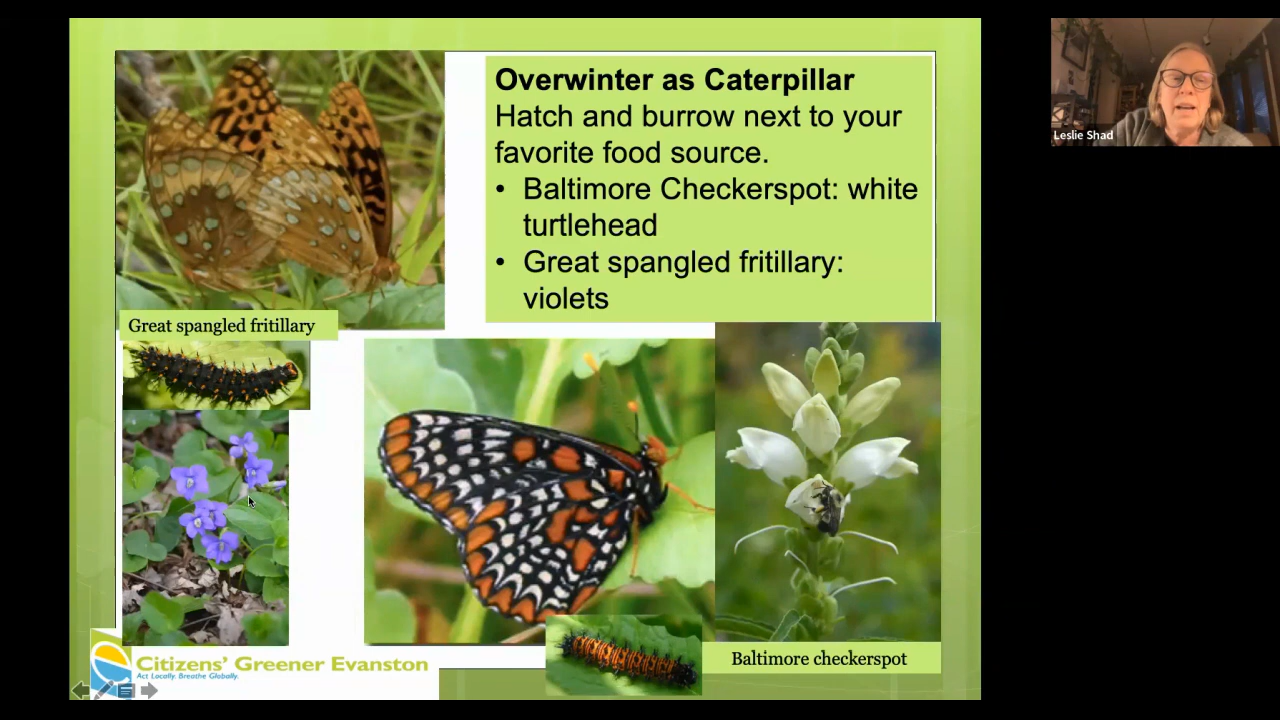 Overwinter as Caterpillar
Hatch and burrow next to your
favorite food source.
• Baltimore Checkerspot: white
turtlehead
• Great spangled fritillary:
violets
Leslie Shad
Great spangled fritillary
Baltimore checkerspot
Citizens' Greener Evanston
Act Locally. Breathe Globally.